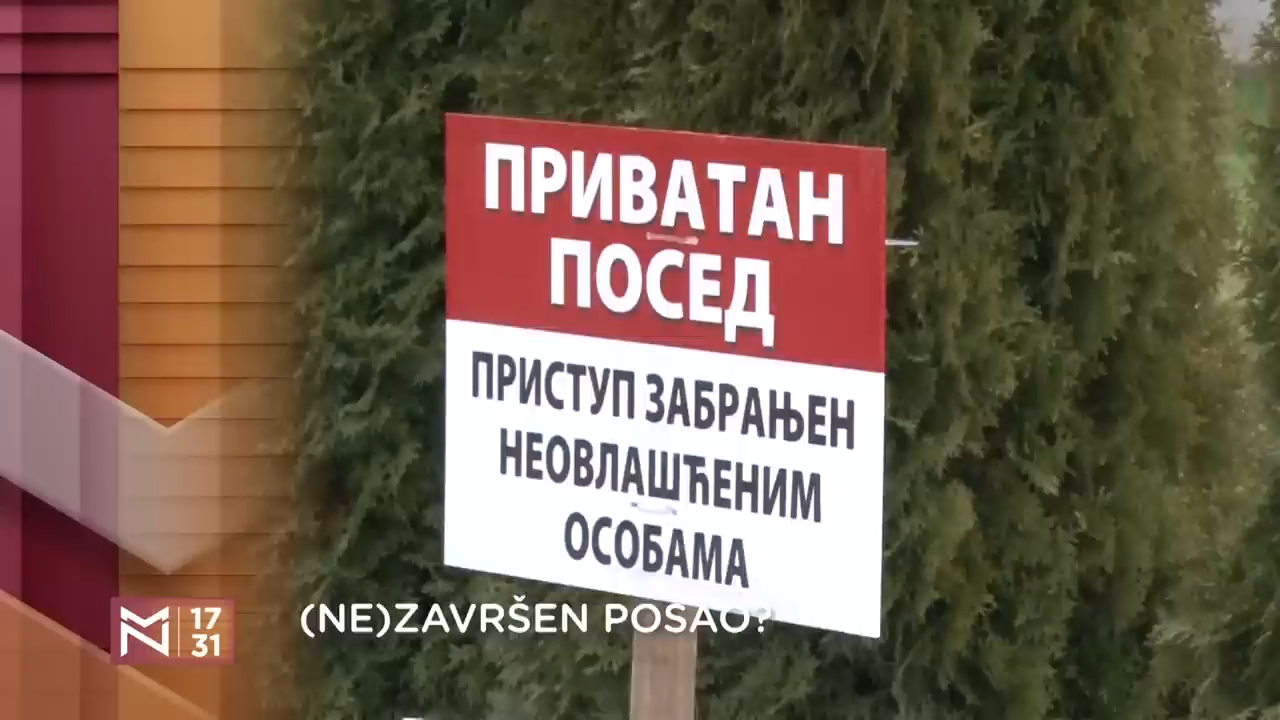 ПРИВАТАН
ПОСЕД
ПРИСТУП ЗАБРАЊЕН
НЕОВЛАШЋЕНИМ
ОСОБАМА
(NE)ZAVRŠEN POSAO?
17
31